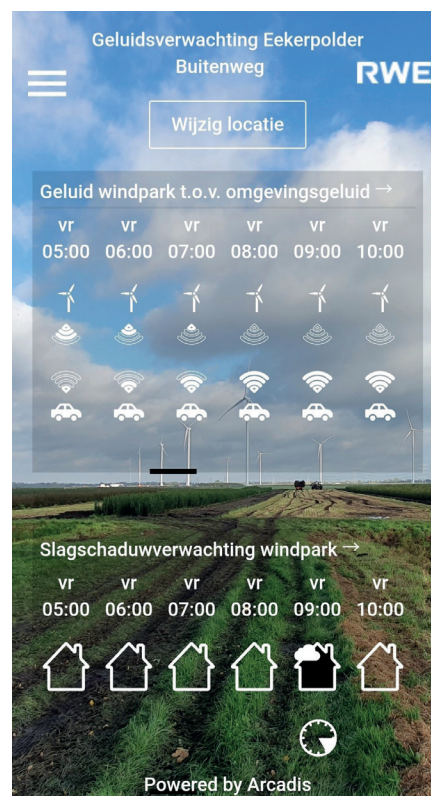 Geluidsverwachting Eekerpolder
Buitenweg
RWE
Wijzig locatie
Geluid windpark t.o.v. omgevingsgeluid →
vr vr vr vr vr vr
05:00 06:00 07:00 08:00 09:00 10:00
Slagschaduwverwachting windpark →
vr vr vr vr vr vr
05:00 06:00 07:00 08:00 09:00 10:00
Powered by Arcadis